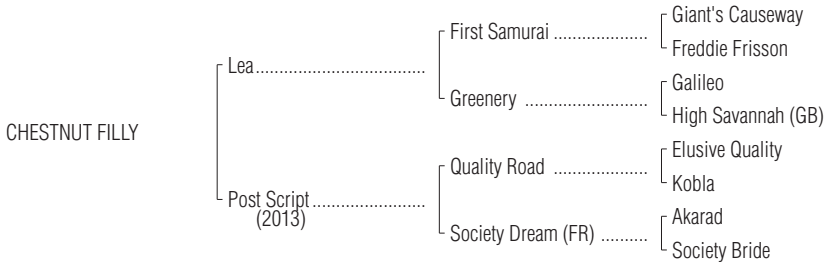 Giant's Causeway
First Samurai ......................
Freddie Frisson
Lea...................................
Galileo
Greenery .............................
High Savannah (GB)
CHESTNUT FILLY
Elusive Quality
Quality Road ......................
Kobla
Post Script.......................
(2013)
Akarad
Society Dream (FR) ..........
Society Bride